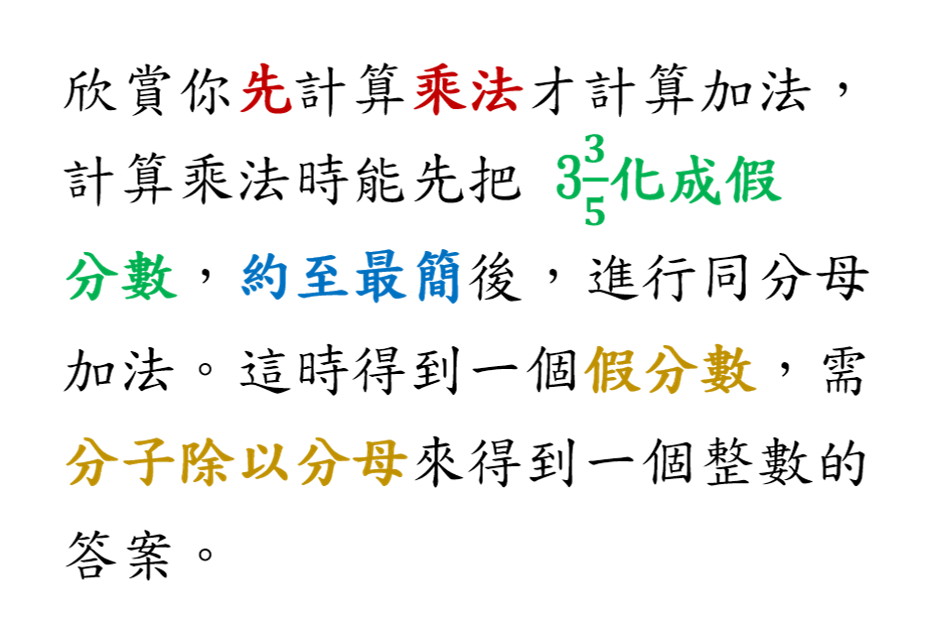 欣賞你先計算乘法才計算加法，
計算乘法時能先把 3 3/5 化成假
分數，約至最簡後，進行同分母
加法。這時得到一個假分數，需
分子除以分母來得到一個整數的
答案。